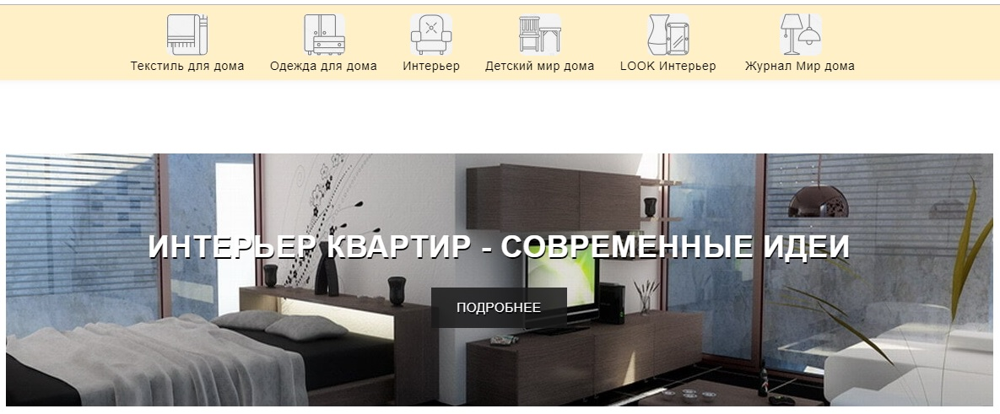 Текстиль для дома
Одежда для дома
Интерьер
Детский мир дома
LOOK Интерьер
Журнал Мир дома
ИНТЕРЬЕР КВАРТИР - СОВРЕМЕННЫЕ ИДЕИ
ПОДРОБНЕЕ